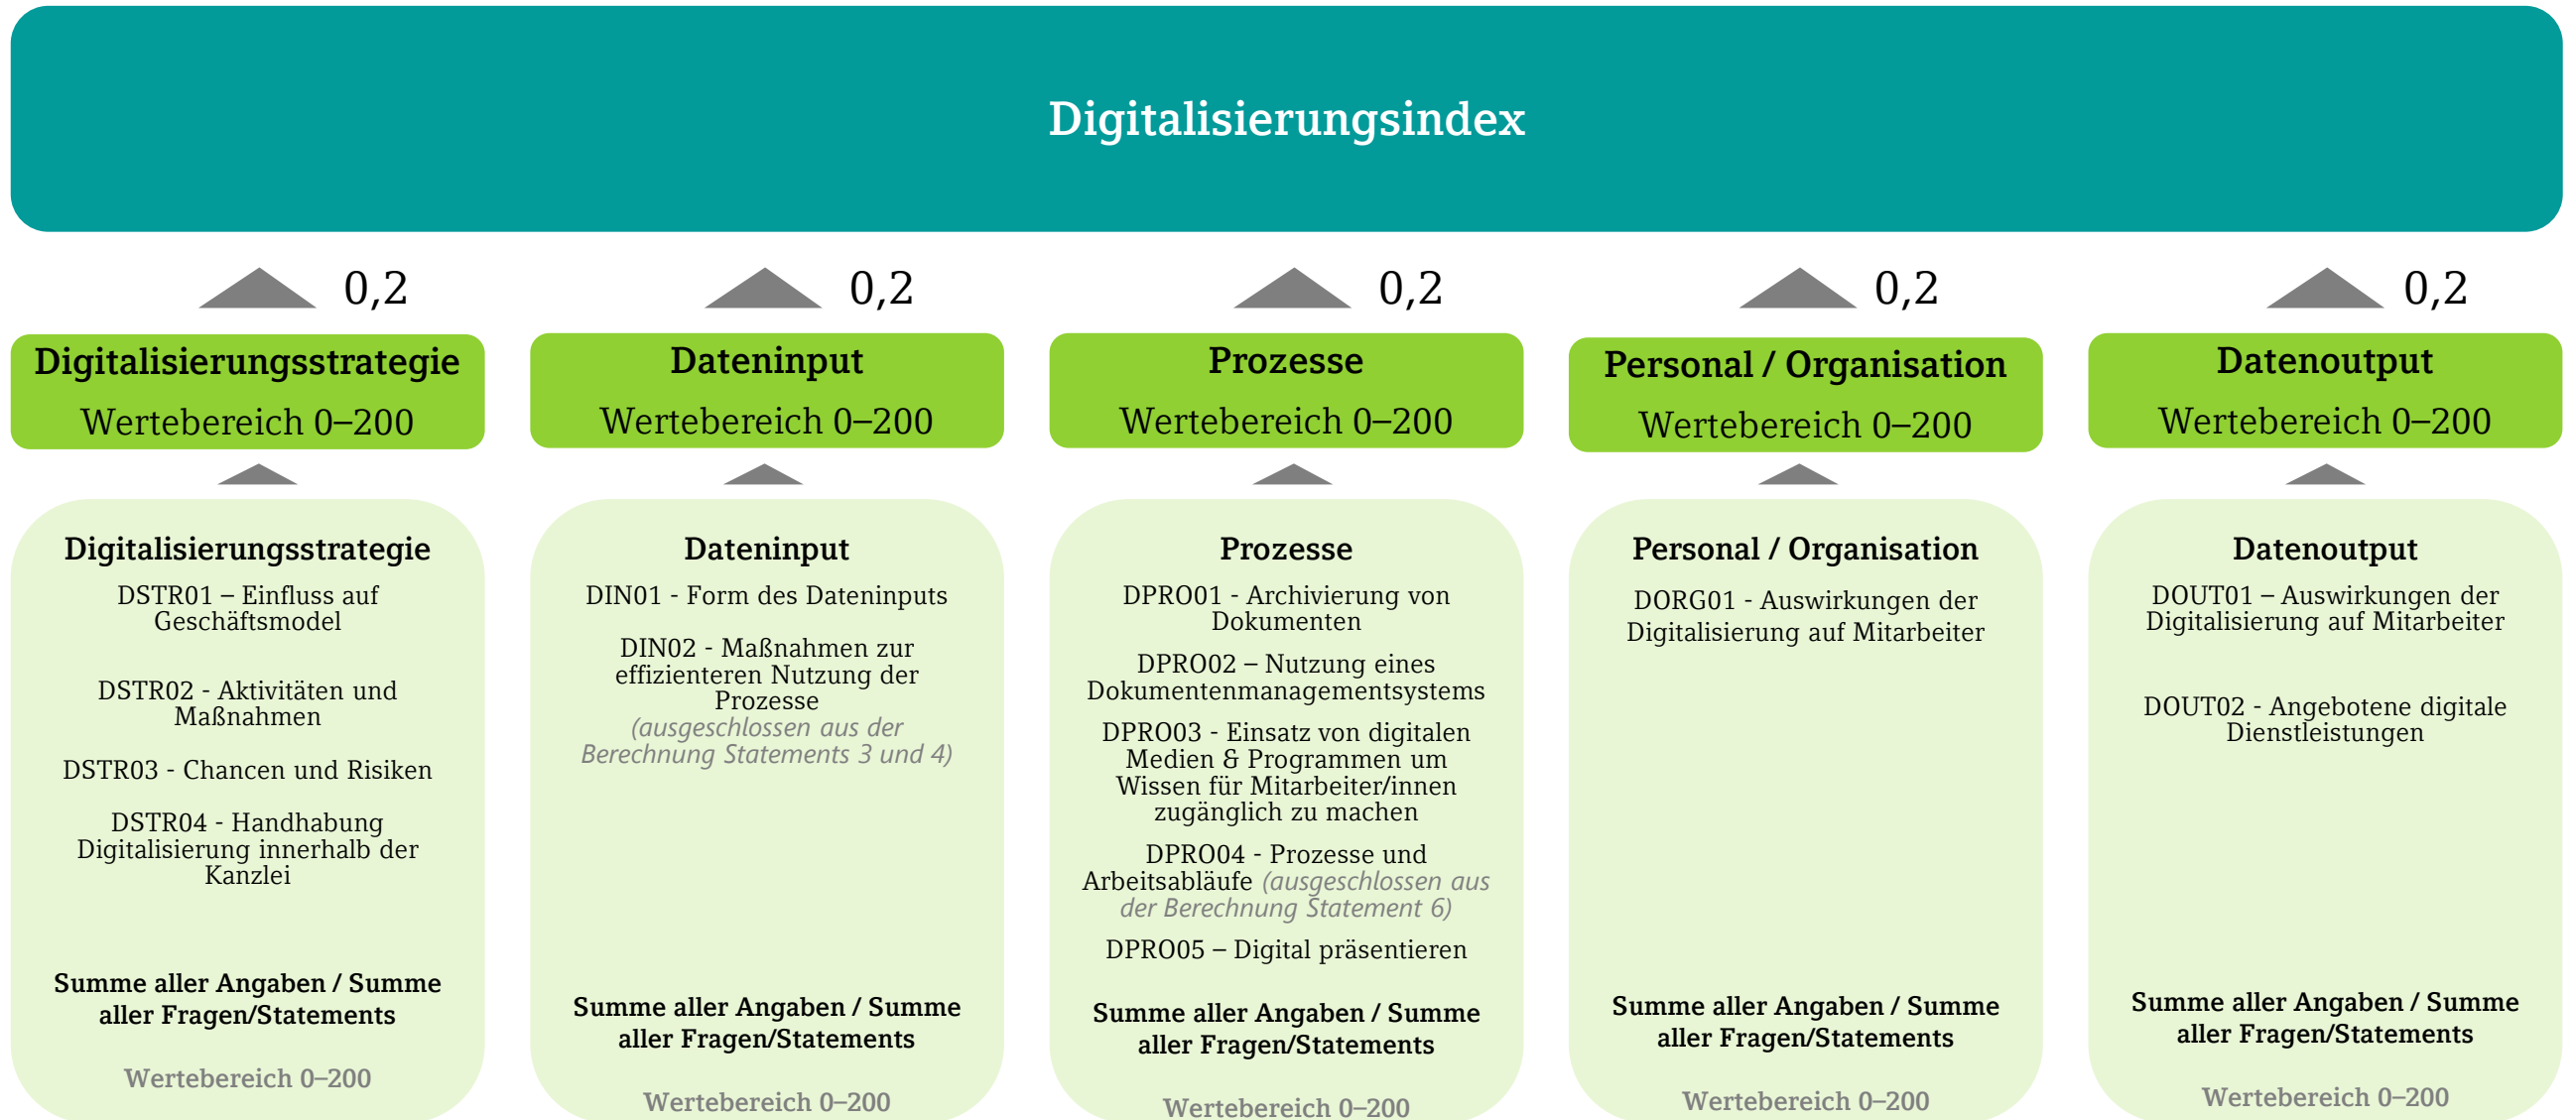 Digitalisierungsindex
0,2
0,2
0,2
0,2
0,2
Digitalisierungsstrategie
Wertebereich 0–200
Dateninput
Wertebereich 0–200
Prozesse
Wertebereich 0–200
Personal / Organisation
Wertebereich 0–200
Datenoutput
Wertebereich 0–200
Digitalisierungsstrategie
DSTR01 – Einfluss auf
Geschäftsmodel
DSTR02 - Aktivitäten und
Maßnahmen
DSTR03 - Chancen und Risiken
DSTR04 - Handhabung
Digitalisierung innerhalb der
Kanzlei
Summe aller Angaben / Summe
aller Fragen/Statements
Wertebereich 0–200
Dateninput
DIN01 - Form des Dateninputs
DIN02 - Maßnahmen zur
effizienteren Nutzung der
Prozesse
(ausgeschlossen aus der
Berechnung Statements 3 und 4)
Summe aller Angaben / Summe
aller Fragen/Statements
Wertebereich 0–200
Prozesse
DPRO01 - Archivierung von
Dokumenten
DPRO02 – Nutzung eines
Dokumentenmanagementsystems
DPRO03 - Einsatz von digitalen
Medien & Programmen um
Wissen für Mitarbeiter/innen
zugänglich zu machen
DPRO04 - Prozesse und
Arbeitsabläufe (ausgeschlossen aus
der Berechnung Statement 6)
DPRO05 – Digital präsentieren
Summe aller Angaben / Summe
aller Fragen/Statements
Wertebereich 0–200
Personal / Organisation
DORG01 - Auswirkungen der
Digitalisierung auf Mitarbeiter
Summe aller Angaben / Summe
aller Fragen/Statements
Wertebereich 0–200
Datenoutput
DOUT01 – Auswirkungen der
Digitalisierung auf Mitarbeiter
DOUT02 - Angebotene digitale
Dienstleistungen
Summe aller Angaben / Summe
aller Fragen/Statements
Wertebereich 0–200